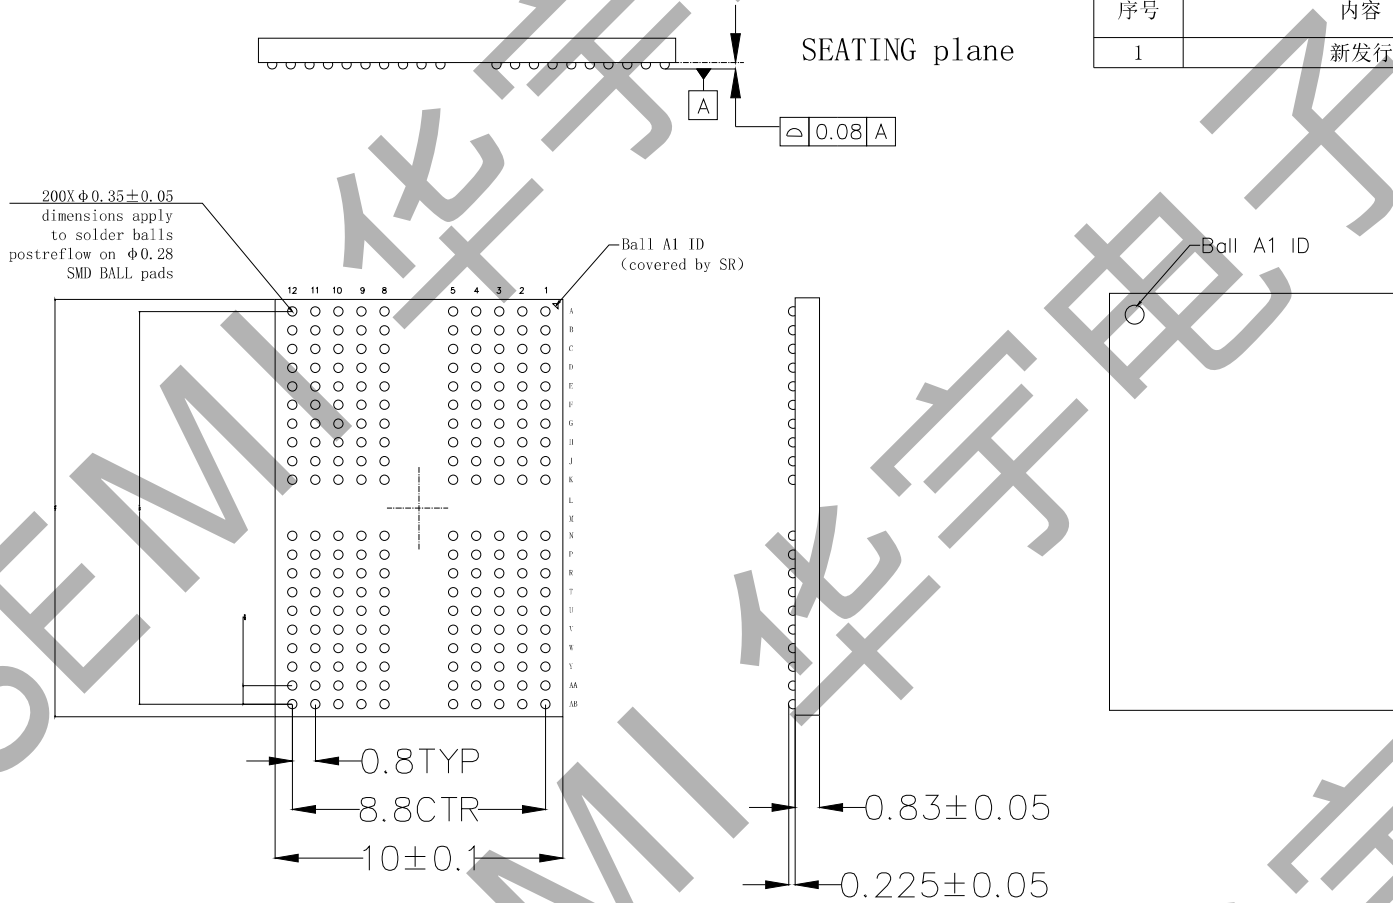 序号 内容
1 新发行
SEATING plane
A
⌓ 0.08 A
200Xϕ0.35±0.05
dimensions apply
to solder balls
postreflow on ϕ0.28
SMD BALL pads
Ball A1 ID
(covered by SR)
Ball A1 ID
12 11 10 9 8 5 4 3 2 1
A
B
C
D
E
F
G
H
J
K
L
M
N
P
R
T
U
V
W
Y
AA
AB
0.8TYP
8.8CTR
10±0.1
0.83±0.05
0.225±0.05
SEMI 华宇
EMI 华宇电子
宇